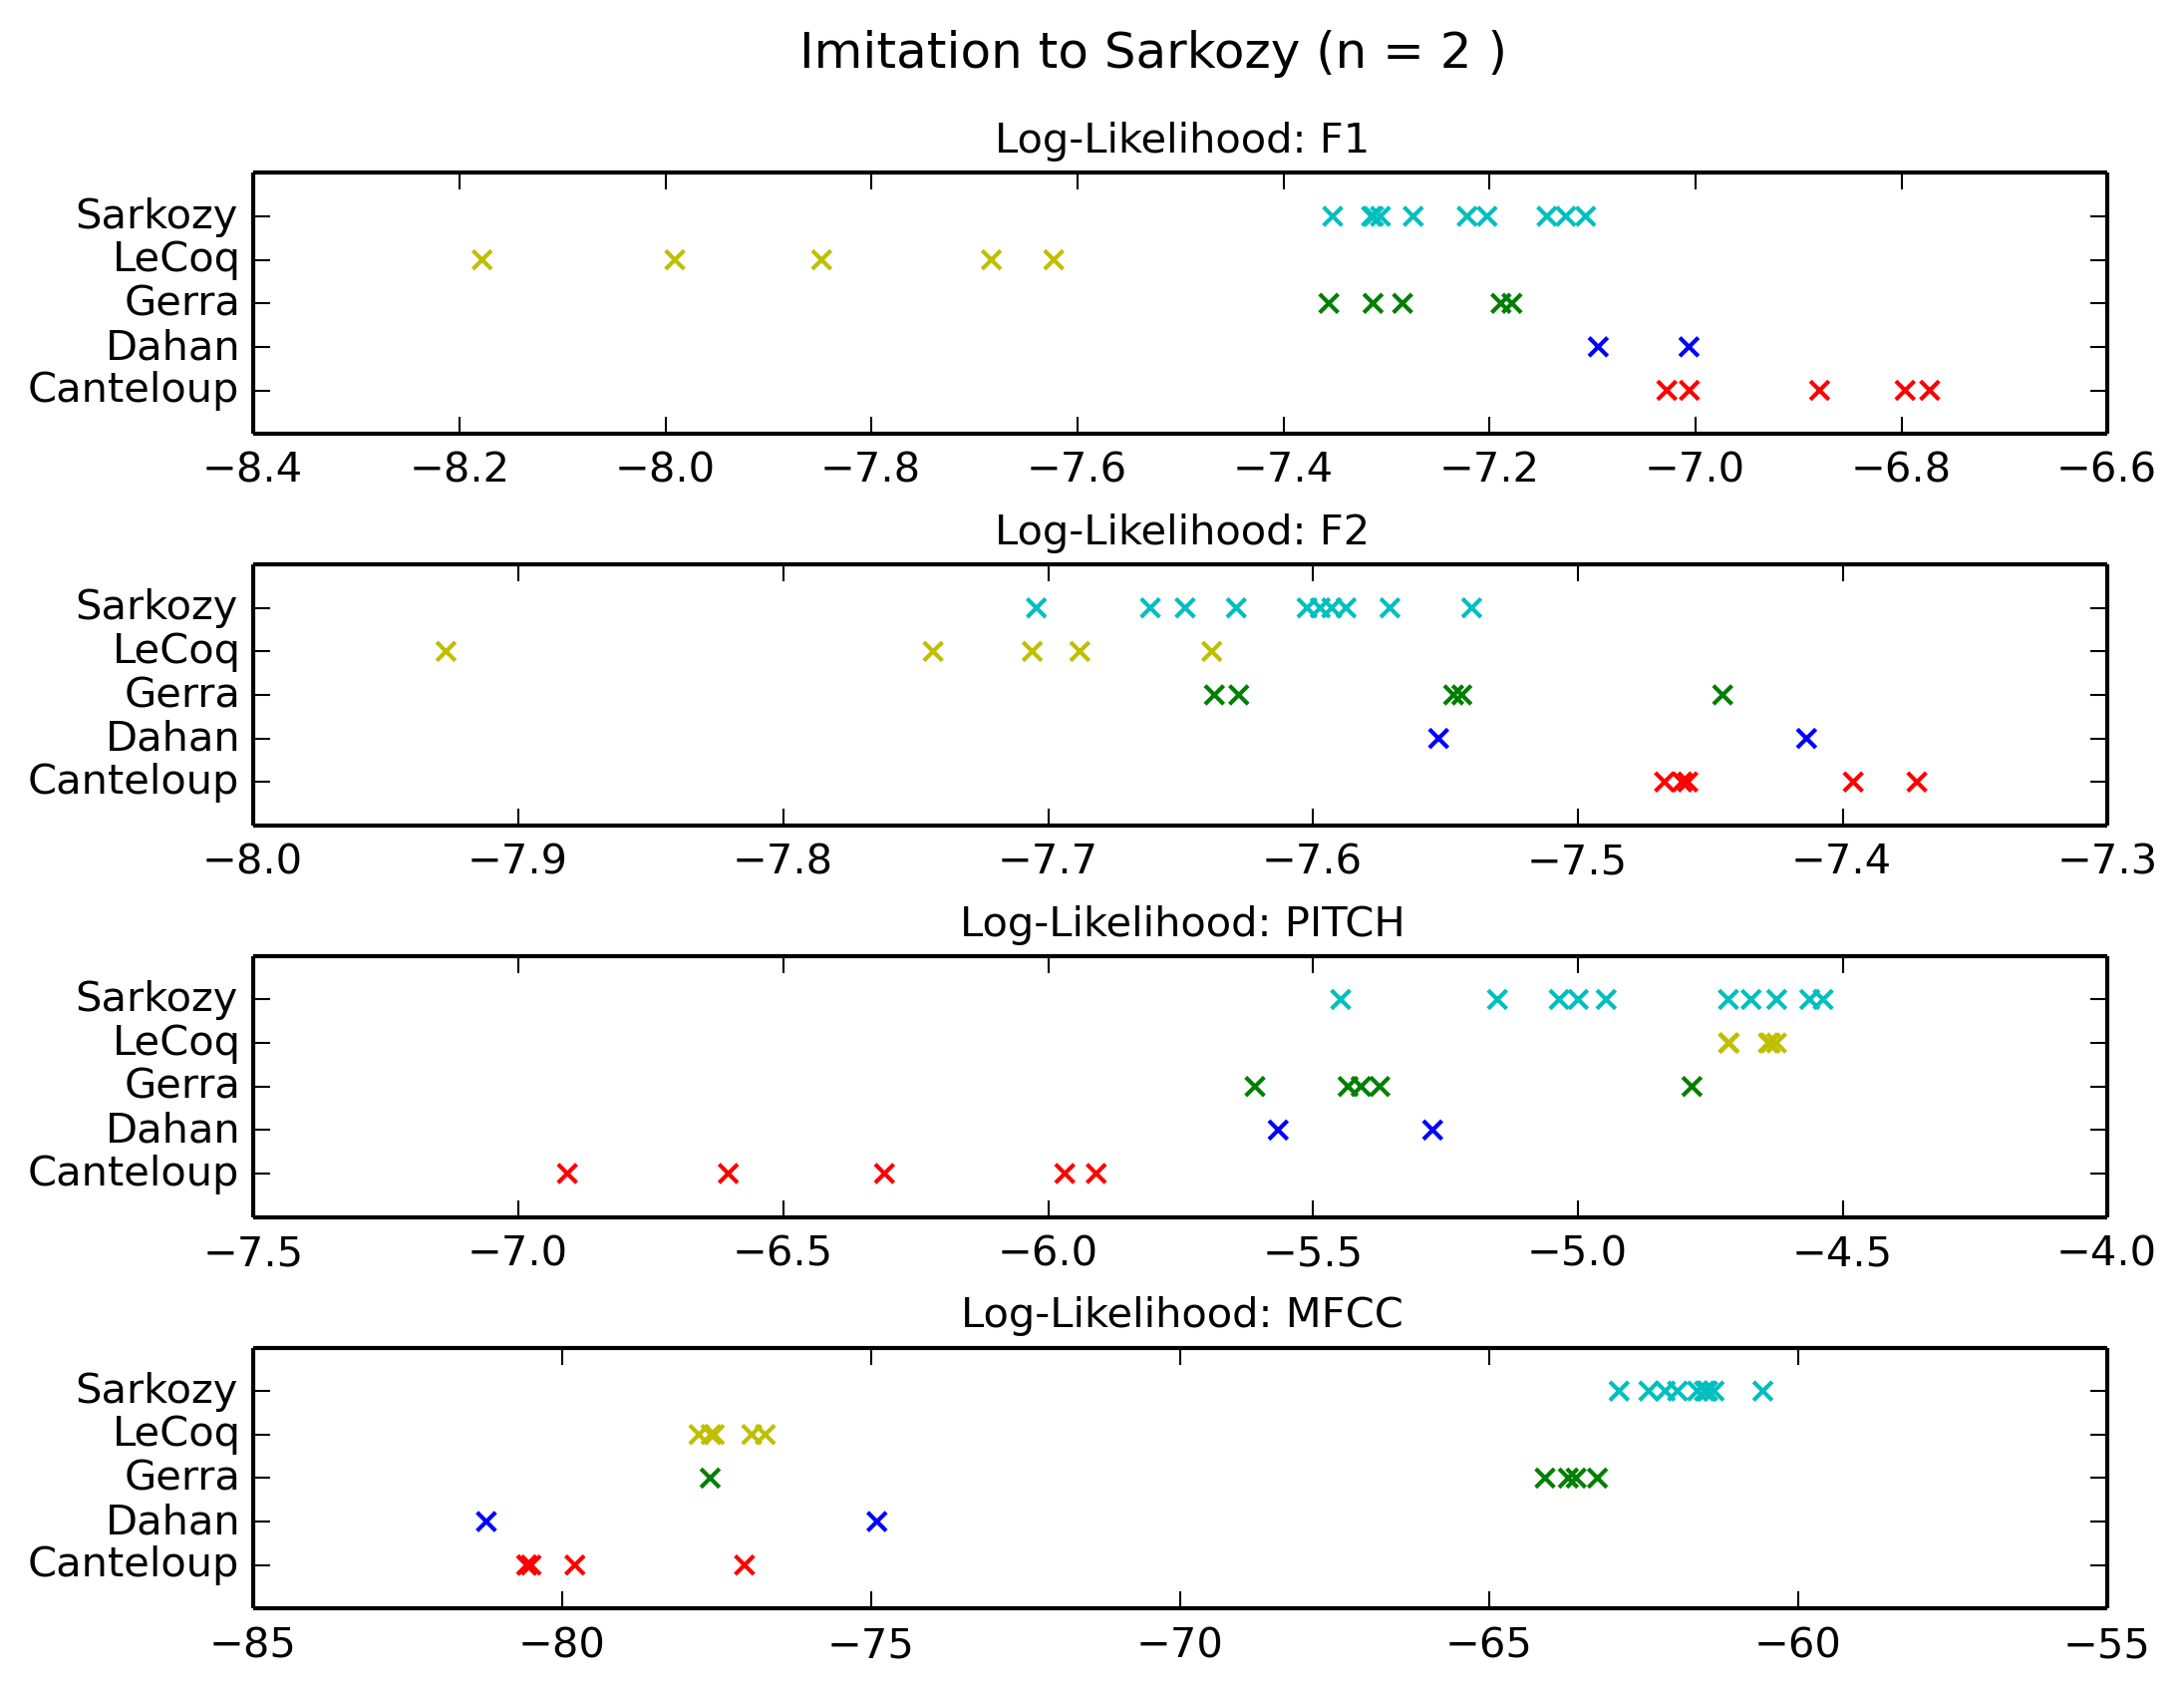 Imitation to Sarkozy (n = 2 )
Log-Likelihood: F1
Sarkozy
LeCoq
Gerra
Dahan
Canteloup
−8.4 −8.2 −8.0 −7.8 −7.6 −7.4 −7.2 −7.0 −6.8 −6.6
Log-Likelihood: F2
Sarkozy
LeCoq
Gerra
Dahan
Canteloup
−8.0 −7.9 −7.8 −7.7 −7.6 −7.5 −7.4 −7.3
Log-Likelihood: PITCH
Sarkozy
LeCoq
Gerra
Dahan
Canteloup
−7.5 −7.0 −6.5 −6.0 −5.5 −5.0 −4.5 −4.0
Log-Likelihood: MFCC
Sarkozy
LeCoq
Gerra
Dahan
Canteloup
−85 −80 −75 −70 −65 −60 −55